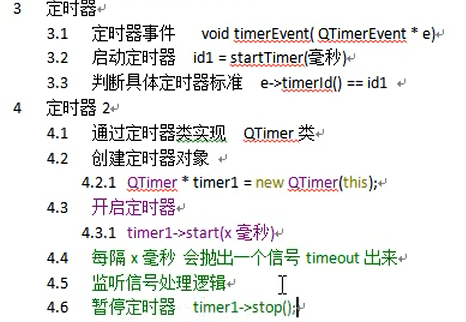 3 定时器
3.1 定时器事件 void timerEvent( QTimerEvent * e)
3.2 启动定时器 id1 = startTimer(毫秒)
3.3 判断具体定时器标准 e->timerId() == id1
4 定时器 2
4.1 通过定时器类实现 QTimer 类
4.2 创建定时器对象
4.2.1 QTimer * timer1 = new QTimer(this);
4.3 开启定时器
4.3.1 timer1->start(x 毫秒)
4.4 每隔 x 毫秒 会抛出一个信号 timeout 出来
4.5 监听信号处理逻辑
4.6 暂停定时器 timer1->stop();